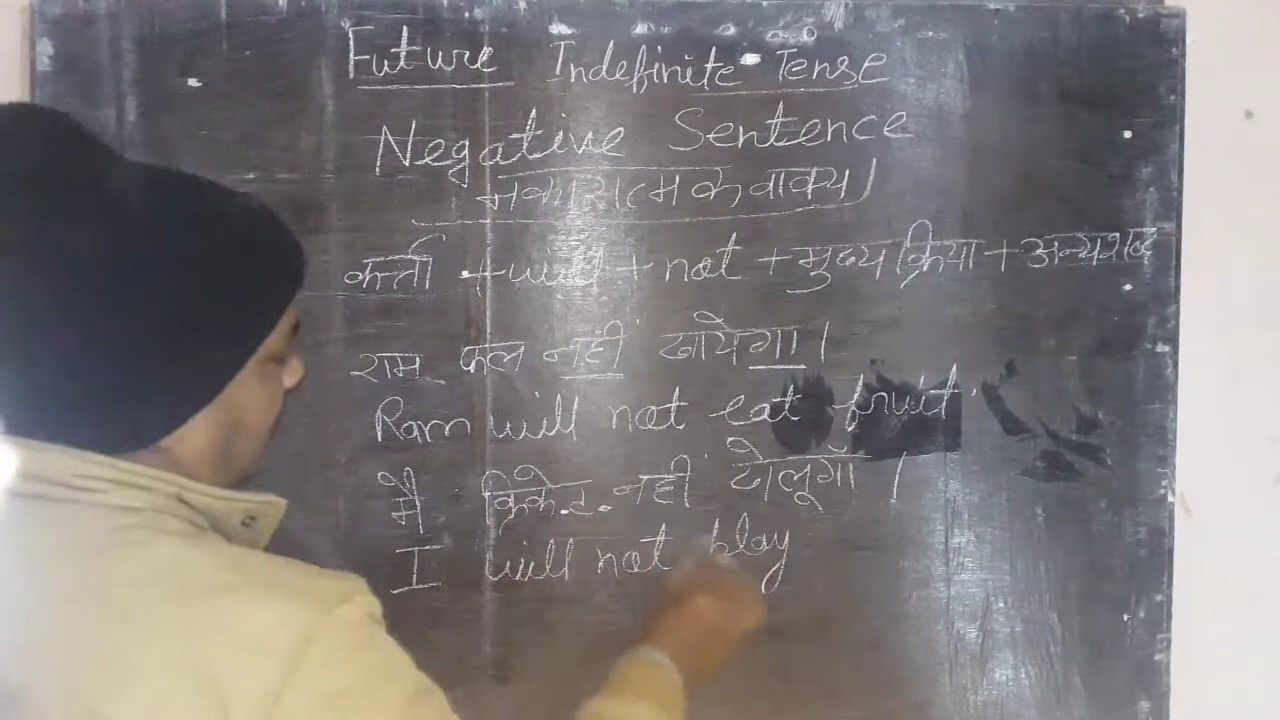 Future Indefinite Tense
Negative Sentence
नकारात्मक वाक्य।
कर्ता + will + not + मुख्य क्रिया + अन्य शब्द
राम फल नहीं खायेगा।
Ram will not eat fruit.
मै क्रिकेट नहीं खेलूगाँ ।
I will not play